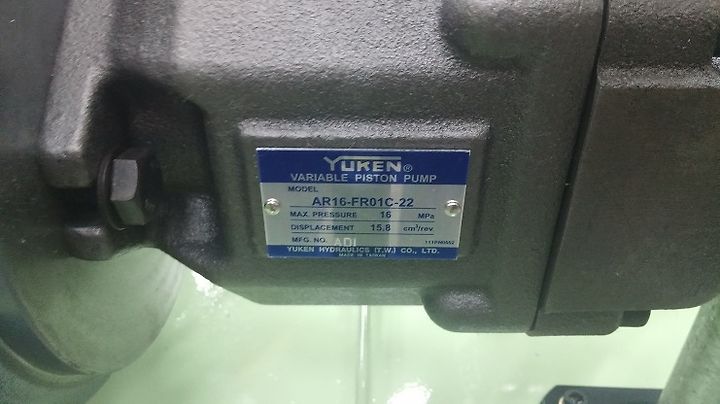 YUKEN®
VARIABLE PISTON PUMP
MODEL
AR16-FR01C-22
MAX. PRESSURE 16 MPa
DISPLACEMENT 15.8 cm³/rev
MFG. NO. ADI
YUKEN HYDRAULICS (T.W.) CO., LTD.
MADE IN TAIWAN